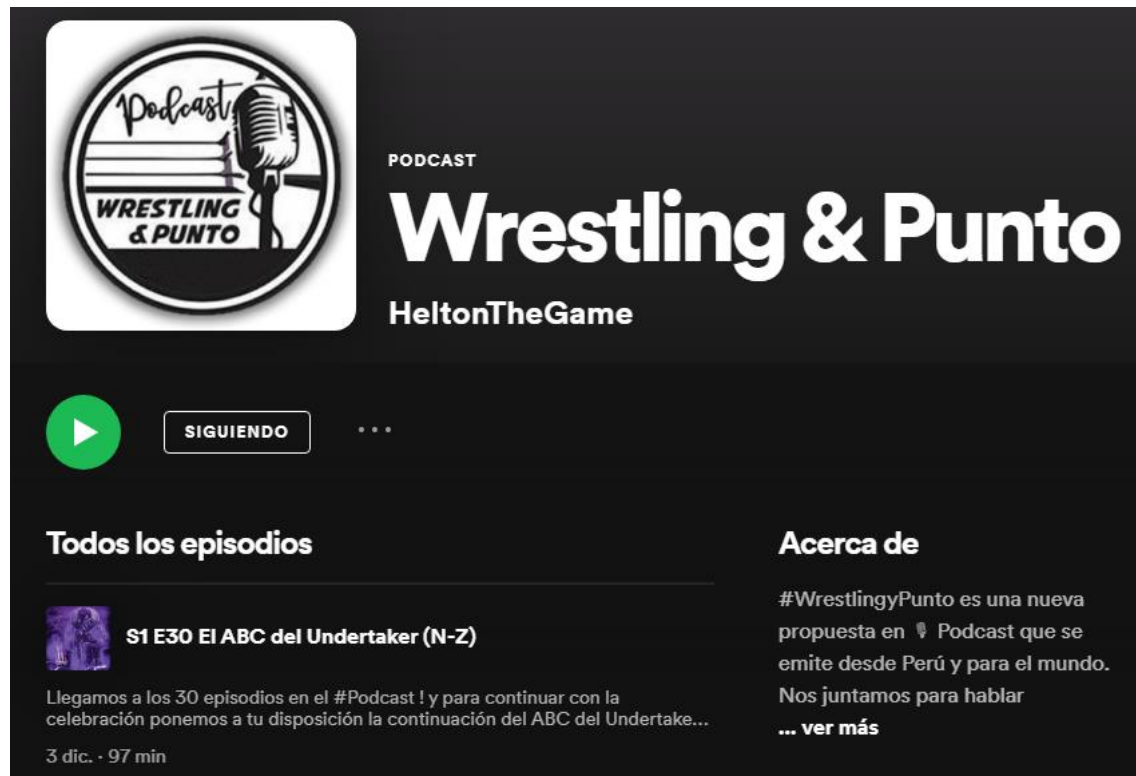 Podcast
WRESTLING
& PUNTO
PODCAST
Wrestling & Punto
HeltonTheGame
SIGUIENDO
Todos los episodios
S1 E30 El ABC del Undertaker (N-Z)
Llegamos a los 30 episodios en el #Podcast ! y para continuar con la
celebración ponemos a tu disposición la continuación del ABC del Undertake...
3 dic. · 97 min
Acerca de
#WrestlingyPunto es una nueva
propuesta en 🎙 Podcast que se
emite desde Perú y para el mundo.
Nos juntamos para hablar
... ver más